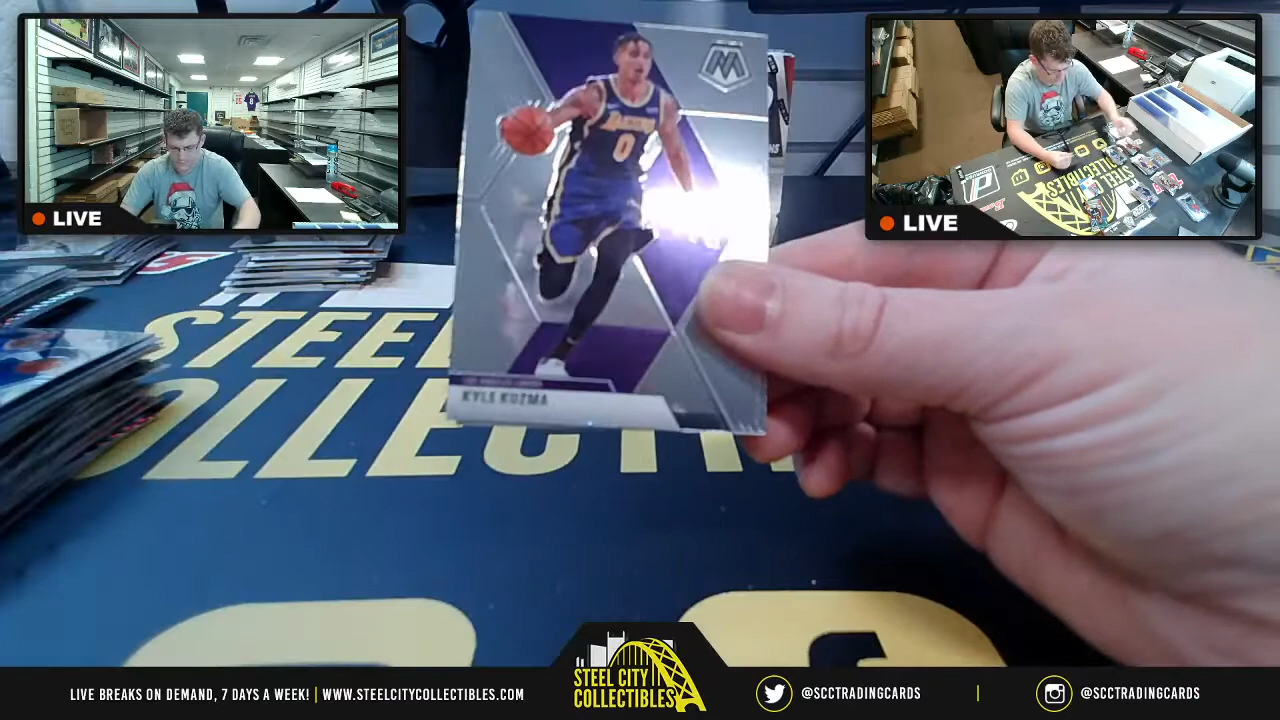 LIVE
LIVE
LAKERS
0
KYLE KUZMA
STEEL
COLLECTI
STEEL CITY
COLLECTIBLES
LIVE BREAKS ON DEMAND, 7 DAYS A WEEK! | WWW.STEELCITYCOLLECTIBLES.COM
STEEL CITY
COLLECTIBLES
@SCCTRADINGCARDS
@SCCTRADINGCARDS